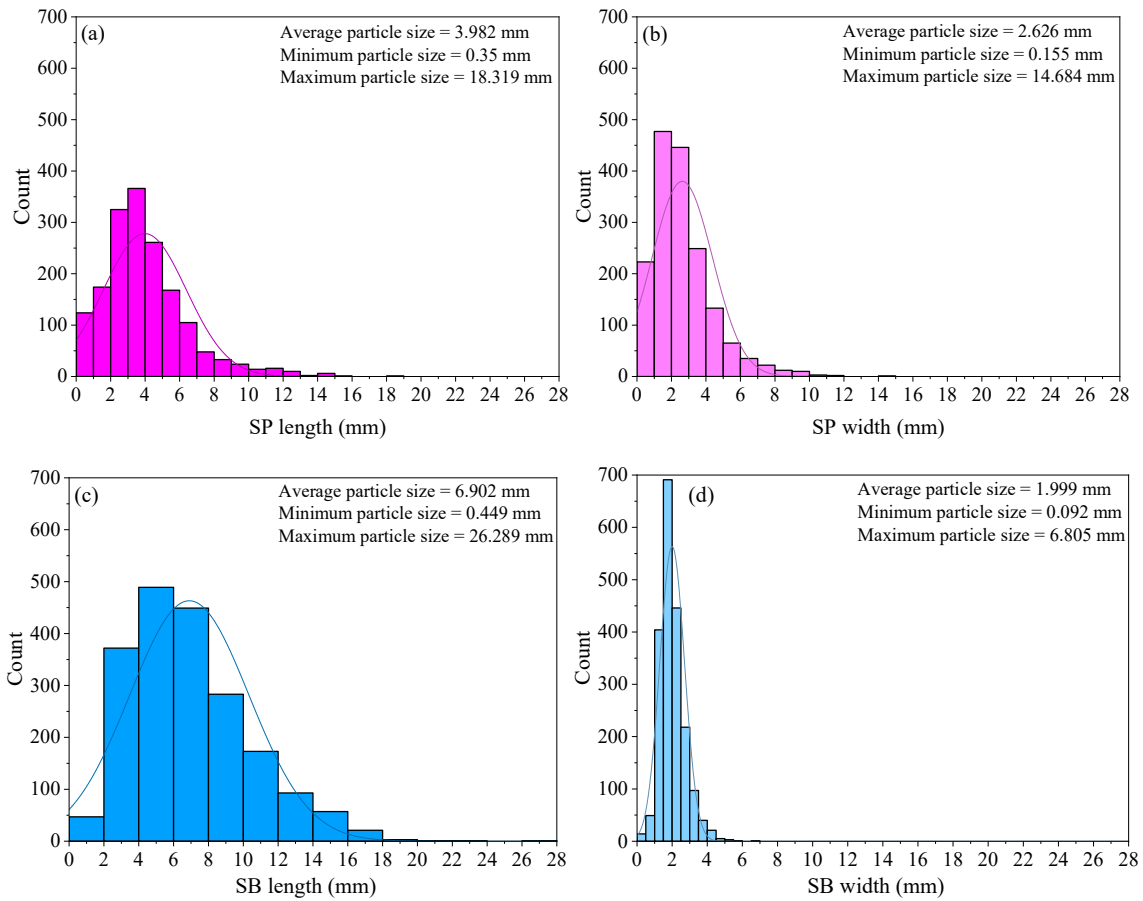 (a)
Average particle size = 3.982 mm
Minimum particle size = 0.35 mm
Maximum particle size = 18.319 mm
700
600
500
400
300
200
100
0
Count
0 2 4 6 8 10 12 14 16 18 20 22 24 26 28
SP length (mm)
(b)
Average particle size = 2.626 mm
Minimum particle size = 0.155 mm
Maximum particle size = 14.684 mm
700
600
500
400
300
200
100
0
Count
0 2 4 6 8 10 12 14 16 18 20 22 24 26 28
SP width (mm)
(c)
Average particle size = 6.902 mm
Minimum particle size = 0.449 mm
Maximum particle size = 26.289 mm
700
600
500
400
300
200
100
0
Count
0 2 4 6 8 10 12 14 16 18 20 22 24 26 28
SB length (mm)
(d)
Average particle size = 1.999 mm
Minimum particle size = 0.092 mm
Maximum particle size = 6.805 mm
700
600
500
400
300
200
100
0
Count
0 2 4 6 8 10 12 14 16 18 20 22 24 26 28
SB width (mm)